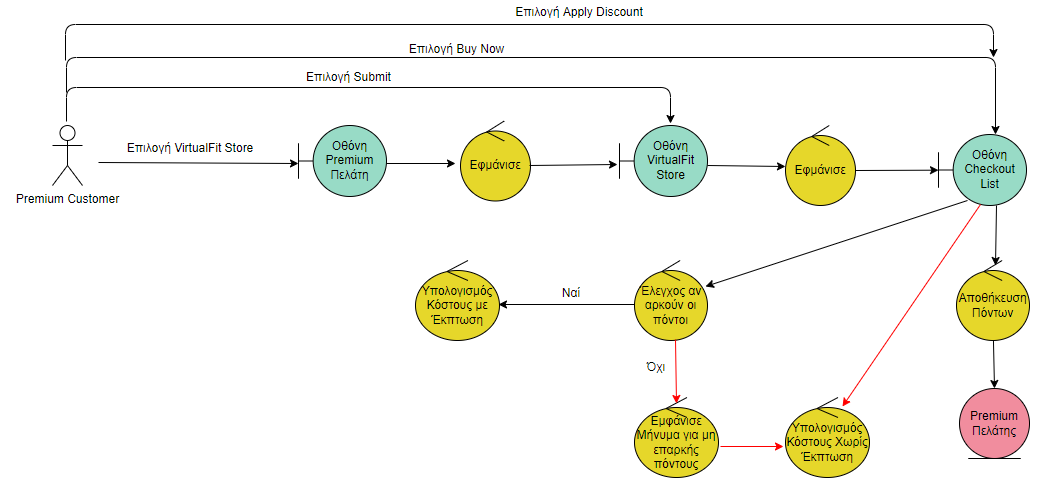 Επιλογή Apply Discount
Επιλογή Buy Now
Επιλογή Submit
Επιλογή VirtualFit Store
Premium Customer
Οθόνη
Premium
Πελάτη
Εφμάνισε
Οθόνη
VirtualFit
Store
Εφμάνισε
Οθόνη
Checkout
List
Υπολογισμός
Κόστους με
Έκπτωση
Ναί
Ελεγχος αν
αρκούν οι
πόντοι
Αποθήκευση
Πόντων
Όχι
Εμφάνισε
Μήνυμα για μη
επαρκής
πόντους
Υπολογισμός
Κόστους Χωρίς
Έκπτωση
Premium
Πελάτης